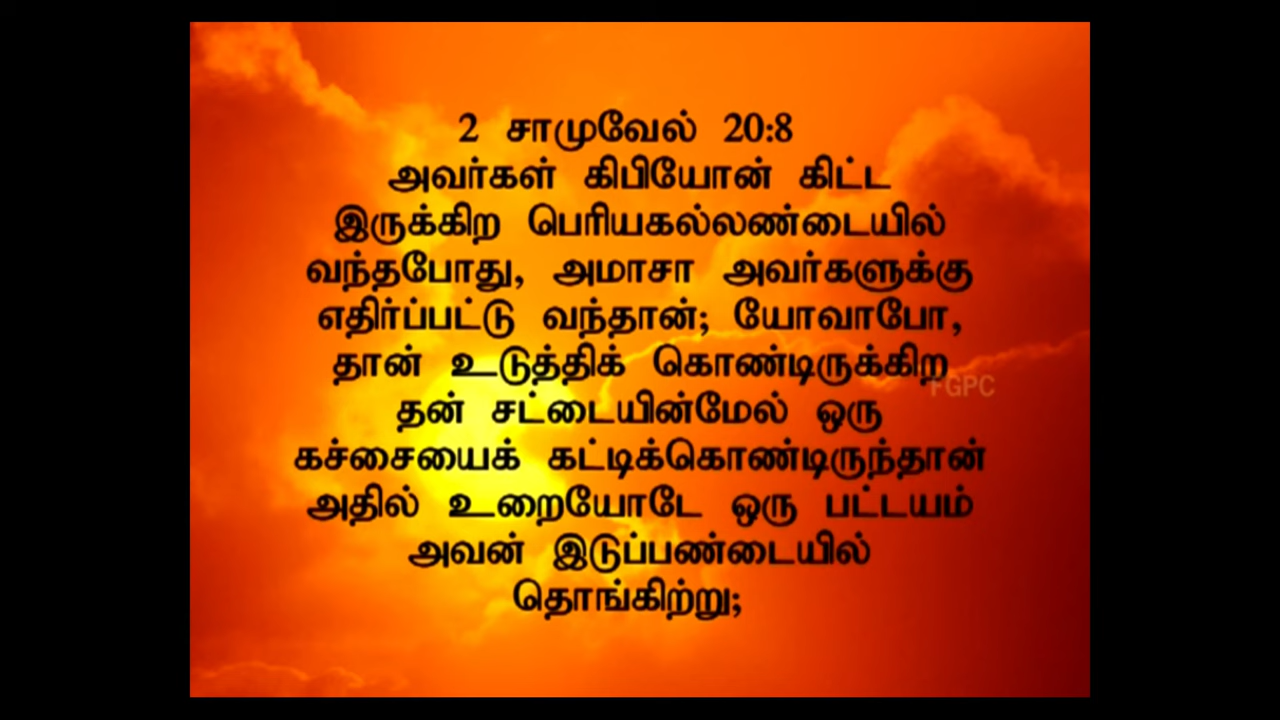 2 சாமுவேல் 20:8
அவர்கள் கிபியோன் கிட்ட
இருக்கிற பெரியகல்லண்டையில்
வந்தபோது, அமாசா அவர்களுக்கு
எதிர்ப்பட்டு வந்தான்; யோவாபோ,
தான் உடுத்திக் கொண்டிருக்கிற
FGPC
தன் சட்டையின்மேல் ஒரு
கச்சையைக் கட்டிக்கொண்டிருந்தான்
அதில் உறையோடே ஒரு பட்டயம்
அவன் இடுப்பண்டையில்
தொங்கிற்று;